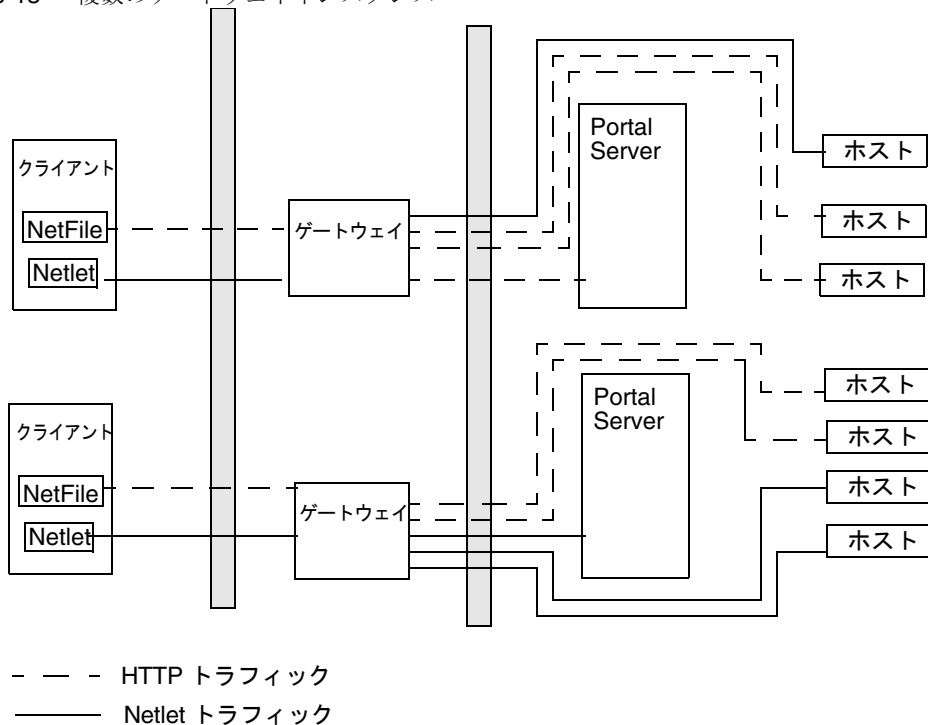 クライアント
NetFile
Netlet
ゲートウェイ
Portal
Server
ホスト
ホスト
ホスト
クライアント
NetFile
Netlet
ゲートウェイ
Portal
Server
ホスト
ホスト
ホスト
ホスト
HTTP トラフィック
Netlet トラフィック